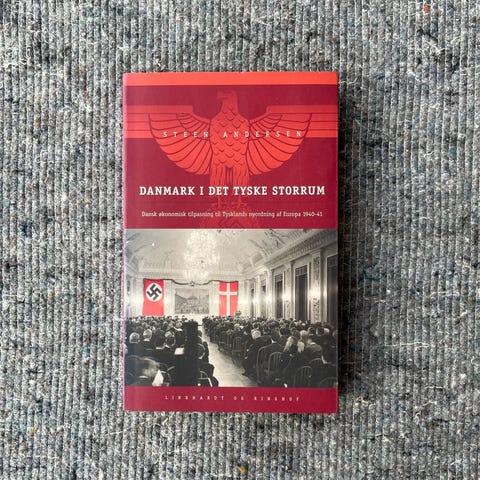 STEEN ANDERSEN
DANMARK I DET TYSKE STORRUM
Dansk økonomisk tilpasning til Tysklands nyordning af Europa 1940-41
LINDHARDT OG RINGHOF